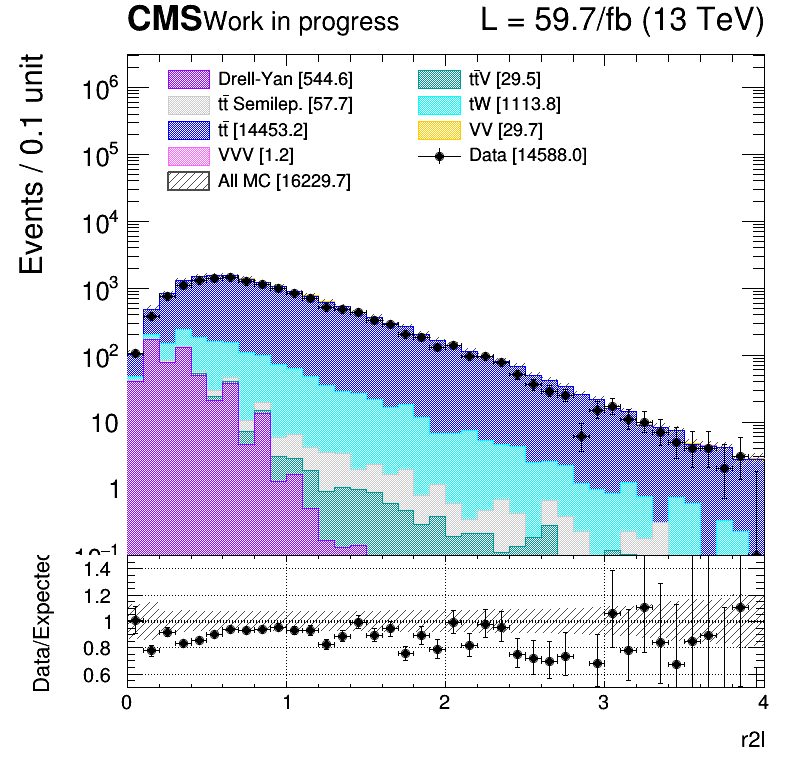 CMS Work in progress L = 59.7/fb (13 TeV)
Events / 0.1 unit
Drell-Yan [544.6] tt̄V [29.5]
tt̄ Semilep. [57.7] tW [1113.8]
tt̄ [14453.2] VV [29.7]
VVV [1.2] Data [14588.0]
All MC [16229.7]
10⁶
10⁵
10⁴
10³
10²
10
1
10⁻¹
Data/Expected
1.4
1.2
1
0.8
0.6
0 1 2 3 4
r2l